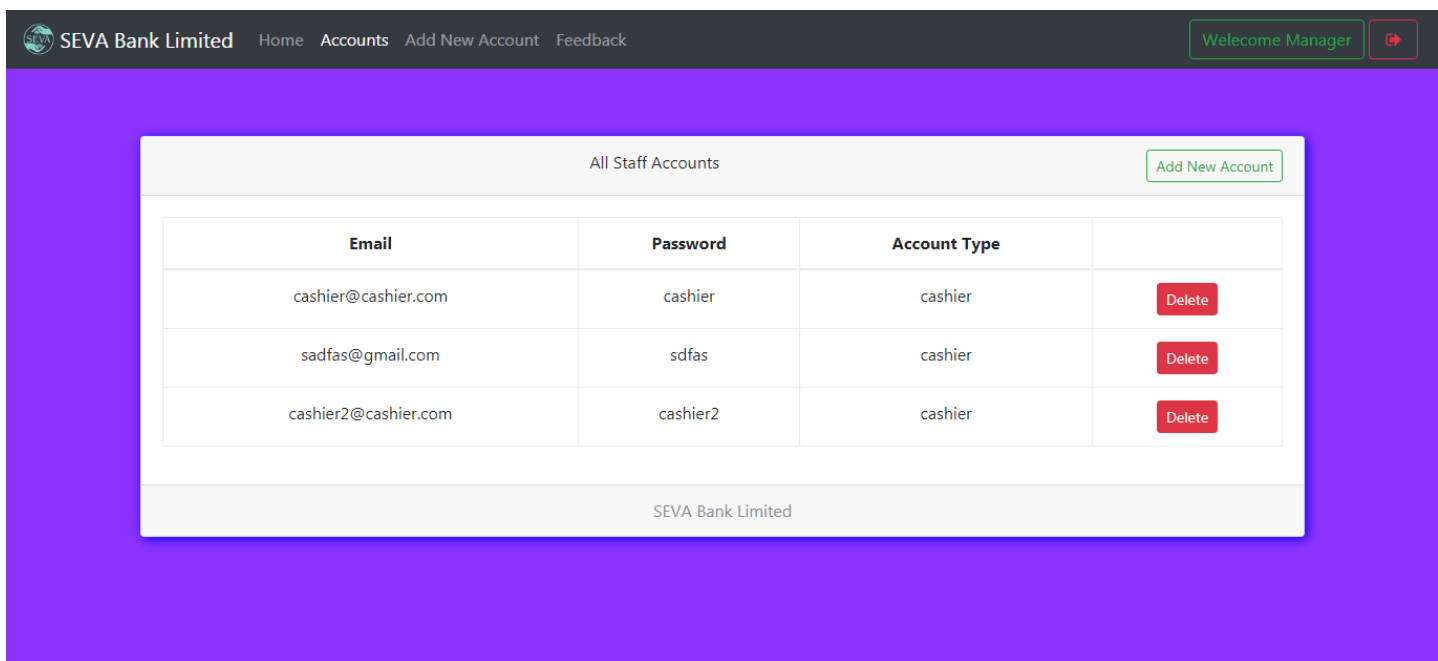 SEVA SEVA Bank Limited Home Accounts Add New Account Feedback Welecome Manager
All Staff Accounts Add New Account
Email Password Account Type
cashier@cashier.com cashier cashier Delete
sadfas@gmail.com sdfas cashier Delete
cashier2@cashier.com cashier2 cashier Delete
SEVA Bank Limited